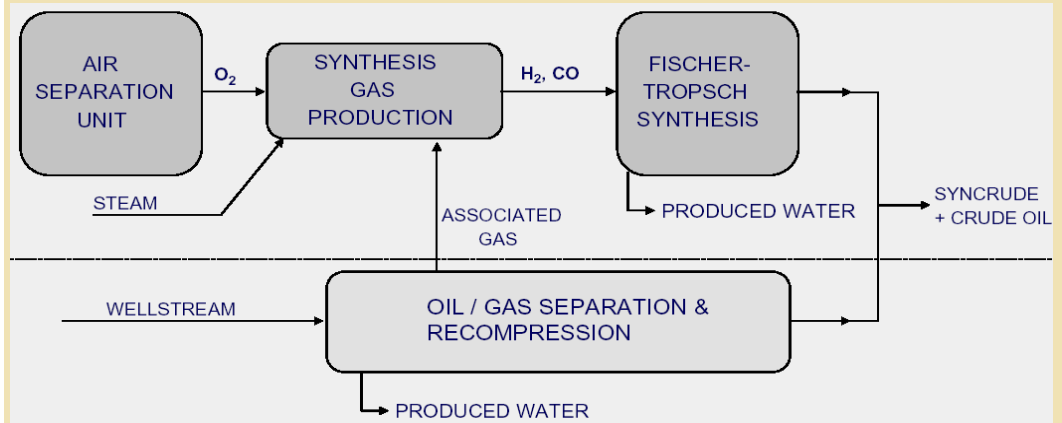 AIR
SEPARATION
UNIT
O2
SYNTHESIS
GAS
PRODUCTION
H2, CO
FISCHER-
TROPSCH
SYNTHESIS
STEAM
ASSOCIATED
GAS
PRODUCED WATER
SYNCRUDE
+ CRUDE OIL
WELLSTREAM
OIL / GAS SEPARATION &
RECOMPRESSION
PRODUCED WATER